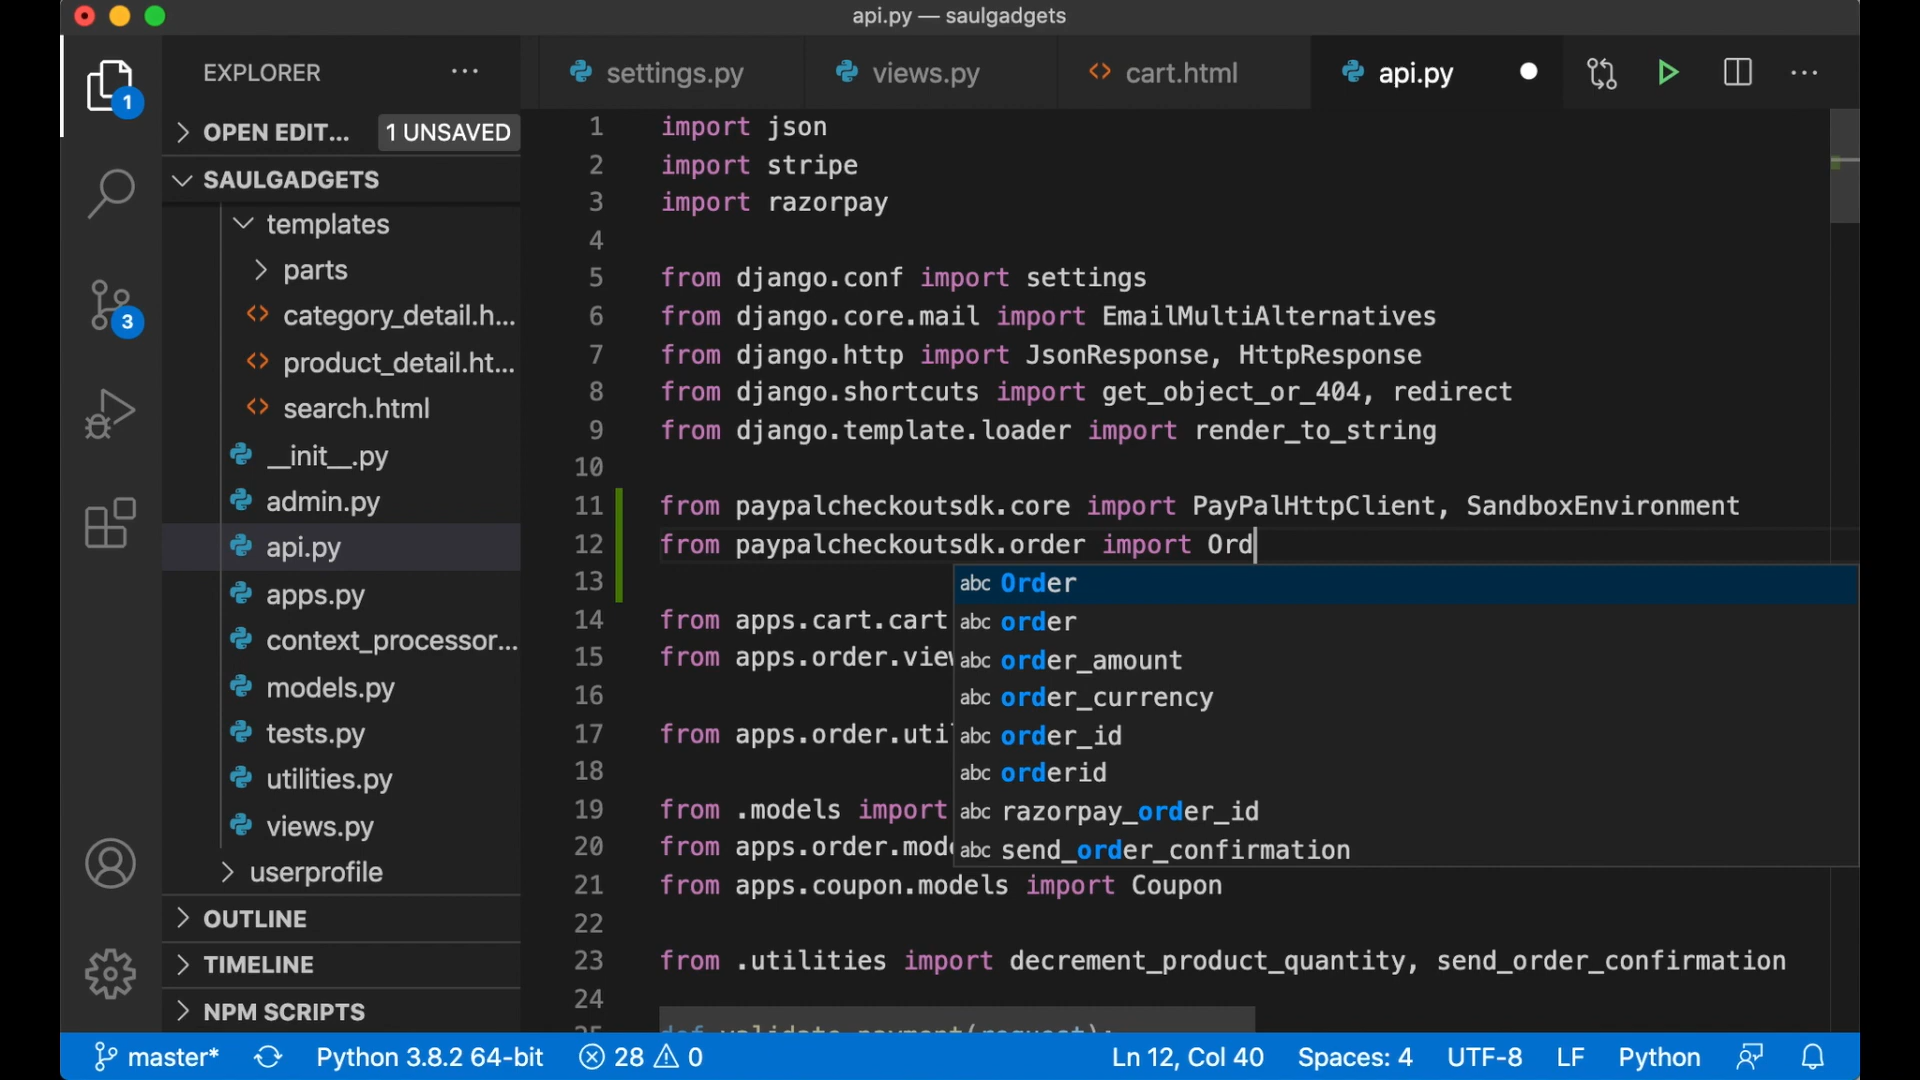 api.py — saulgadgets
EXPLORER
settings.py
views.py
cart.html
api.py
1
OPEN EDIT...
1 UNSAVED
SAULGADGETS
templates
parts
category_detail.h...
product_detail.ht...
search.html
__init__.py
admin.py
api.py
apps.py
context_processor...
models.py
tests.py
utilities.py
views.py
userprofile
OUTLINE
TIMELINE
NPM SCRIPTS
3
1 import json
2 import stripe
3 import razorpay
4
5 from django.conf import settings
6 from django.core.mail import EmailMultiAlternatives
7 from django.http import JsonResponse, HttpResponse
8 from django.shortcuts import get_object_or_404, redirect
9 from django.template.loader import render_to_string
10
11 from paypalcheckoutsdk.core import PayPalHttpClient, SandboxEnvironment
12 from paypalcheckoutsdk.order import Ord
13
14 from apps.cart.cart
15 from apps.order.view
16
17 from apps.order.uti
18
19 from .models import
20 from apps.order.mod
21 from apps.coupon.models import Coupon
22
23 from .utilities import decrement_product_quantity, send_order_confirmation
24
25 def validate_payment(request):
abc Order
abc order
abc order_amount
abc order_currency
abc order_id
abc orderid
abc razorpay_order_id
abc send_order_confirmation
master*
Python 3.8.2 64-bit
28
0
Ln 12, Col 40
Spaces: 4
UTF-8
LF
Python